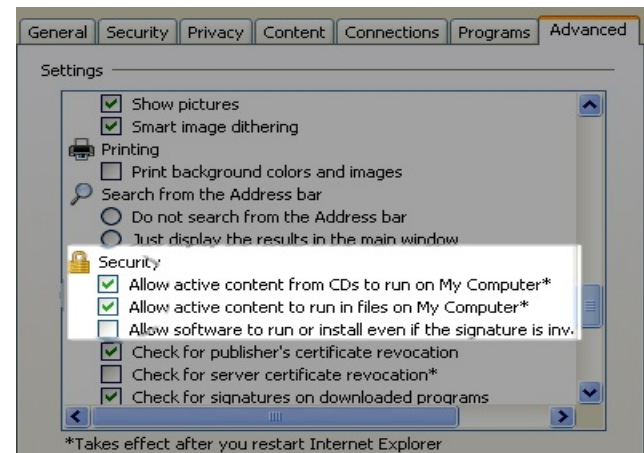 General Security Privacy Content Connections Programs Advanced
Settings
Show pictures
Smart image dithering
Printing
Print background colors and images
Search from the Address bar
Do not search from the Address bar
Just display the results in the main window
Security
Allow active content from CDs to run on My Computer*
Allow active content to run in files on My Computer*
Allow software to run or install even if the signature is inv
Check for publisher's certificate revocation
Check for server certificate revocation*
Check for signatures on downloaded programs
*Takes effect after you restart Internet Explorer